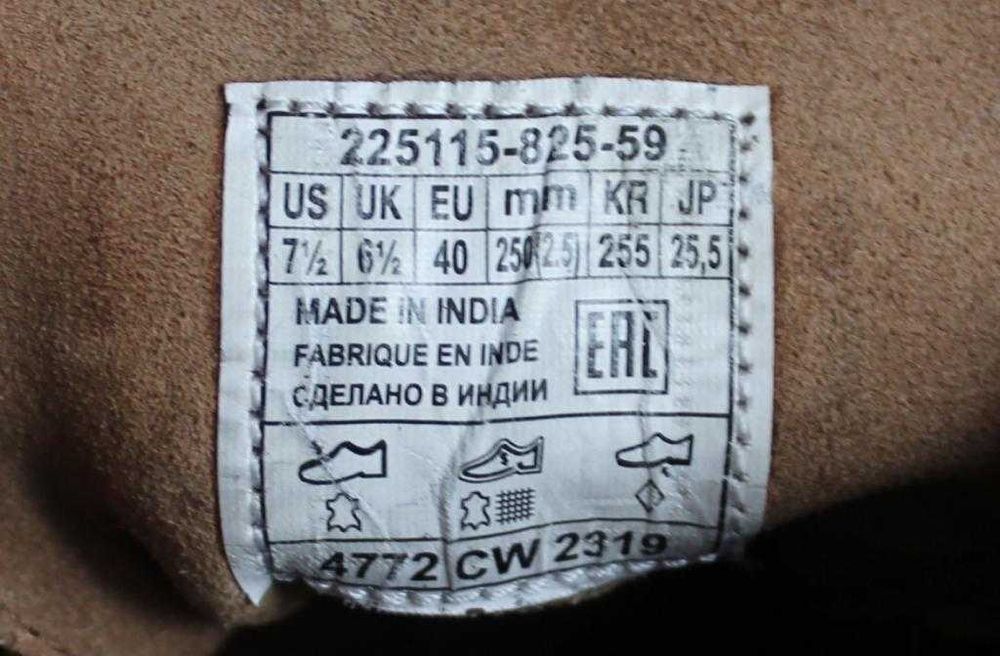 225115-825-59
US UK EU mm KR JP
7½ 6½ 40 250(2.5) 255 25,5
MADE IN INDIA
FABRIQUE EN INDE
СДЕЛАНО В ИНДИИ
EAC
4772 CW 2319